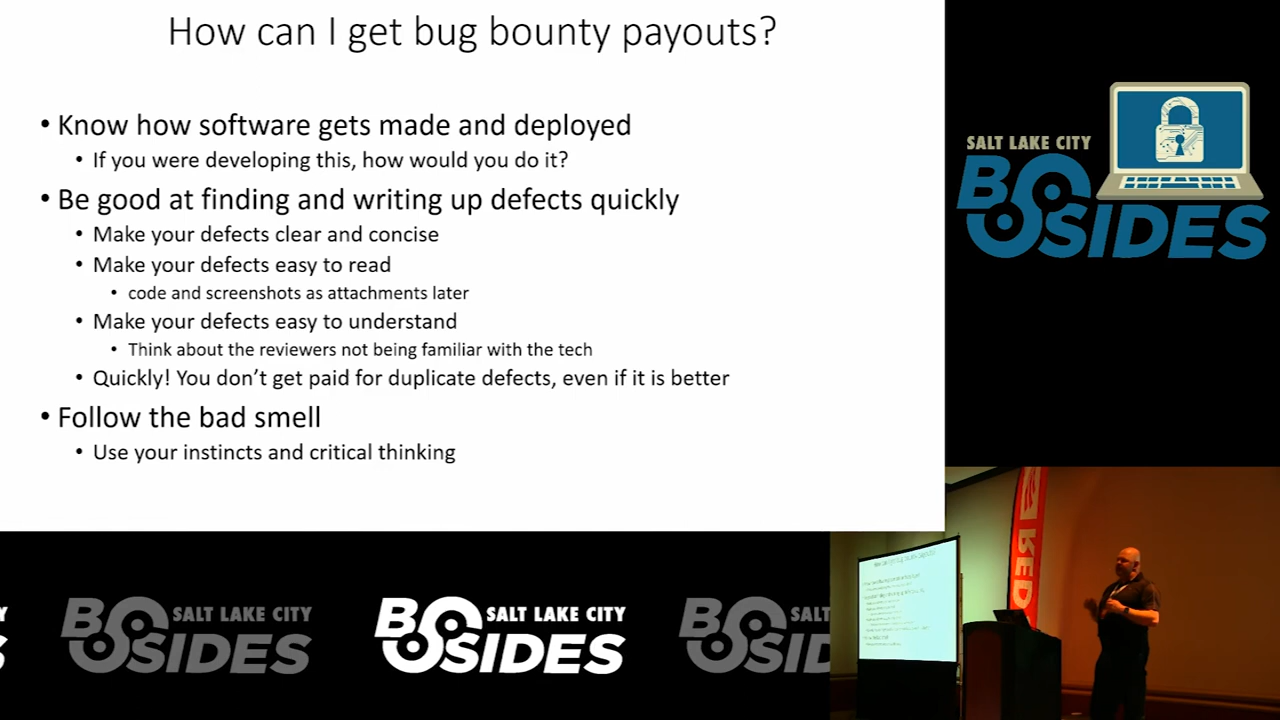 How can I get bug bounty payouts?
• Know how software gets made and deployed
• If you were developing this, how would you do it?
• Be good at finding and writing up defects quickly
• Make your defects clear and concise
• Make your defects easy to read
• code and screenshots as attachments later
• Make your defects easy to understand
• Think about the reviewers not being familiar with the tech
• Quickly! You don't get paid for duplicate defects, even if it is better
• Follow the bad smell
• Use your instincts and critical thinking
SALT LAKE CITY
BSIDES
RED
SALT LAKE CITY
BSIDES
SALT LAKE CITY
BSIDES
SALT
BSID